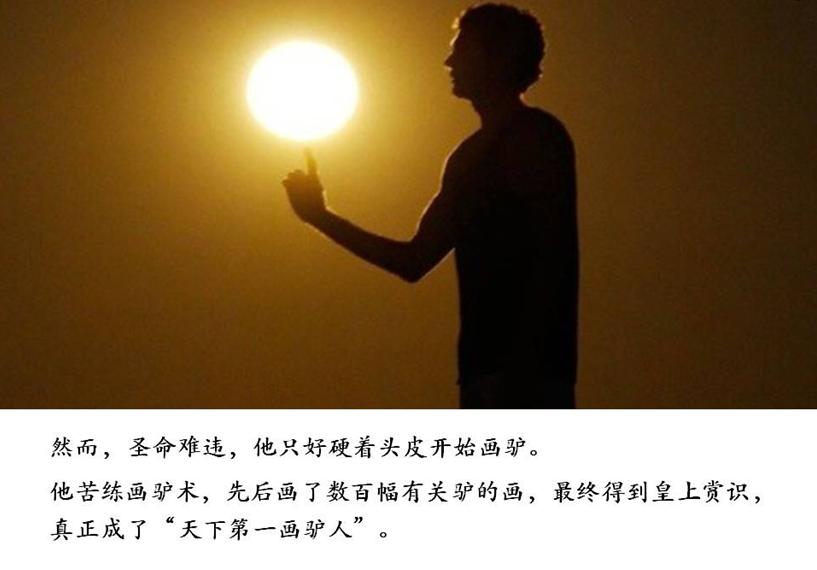 然而，圣命难违，他只好硬着头皮开始画驴。
他苦练画驴术，先后画了数百幅有关驴的画，最终得到皇上赏识，
真正成了“天下第一画驴人”。